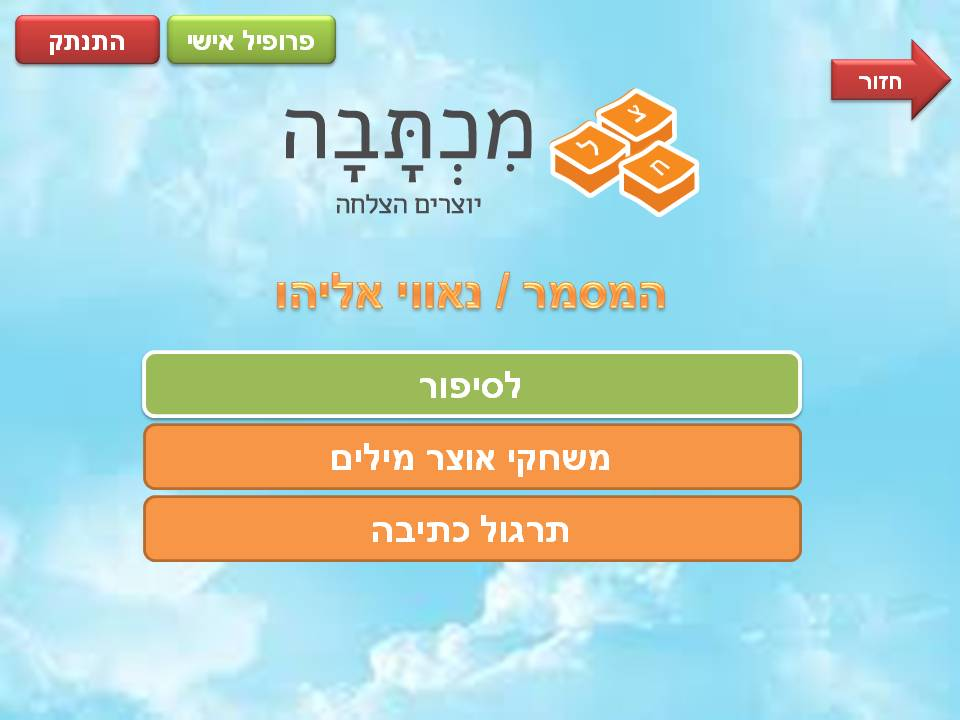 התנתק
פרופיל אישי
חזור
מִכְתָּבָה
צ
ל
ח
יוצרים הצלחה
המסמר / נאווי אליהו
לסיפור
משחקי אוצר מילים
תרגול כתיבה